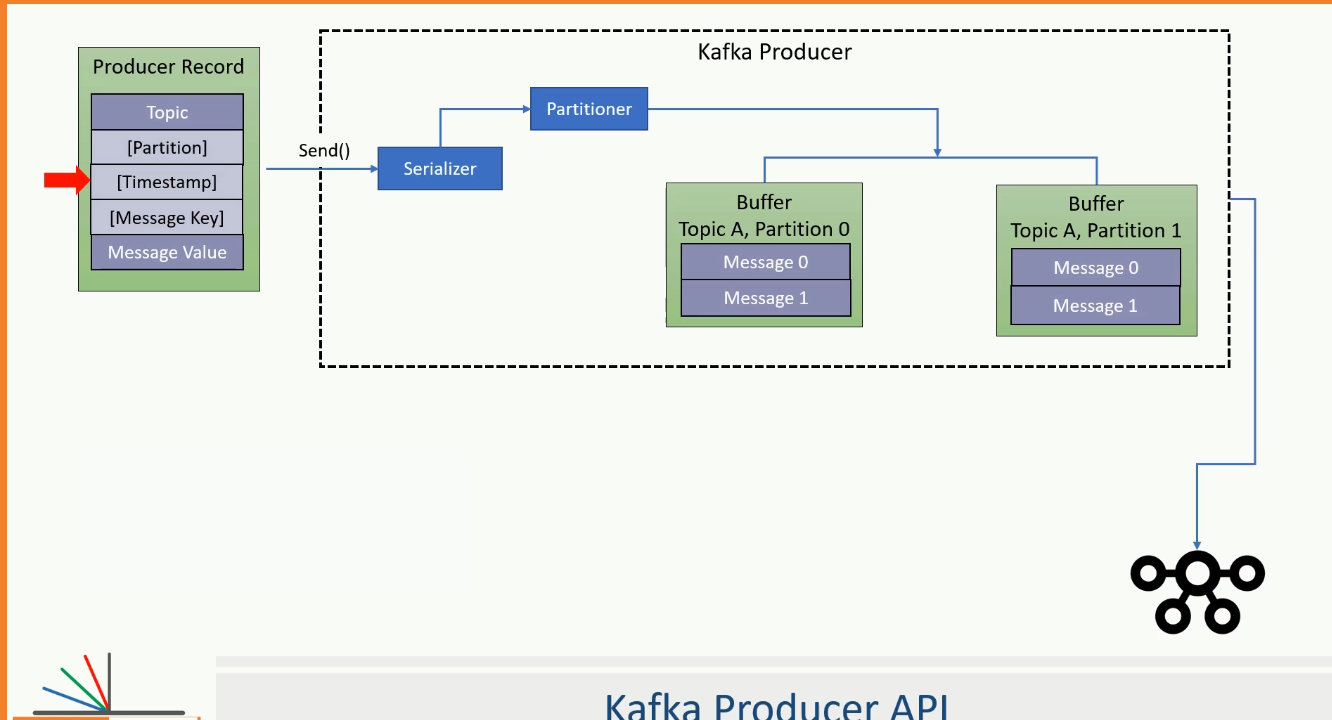 Producer Record
Topic
[Partition]
[Timestamp]
[Message Key]
Message Value
Send()
Kafka Producer
Serializer
Partitioner
Buffer
Topic A, Partition 0
Message 0
Message 1
Buffer
Topic A, Partition 1
Message 0
Message 1
Kafka Producer API